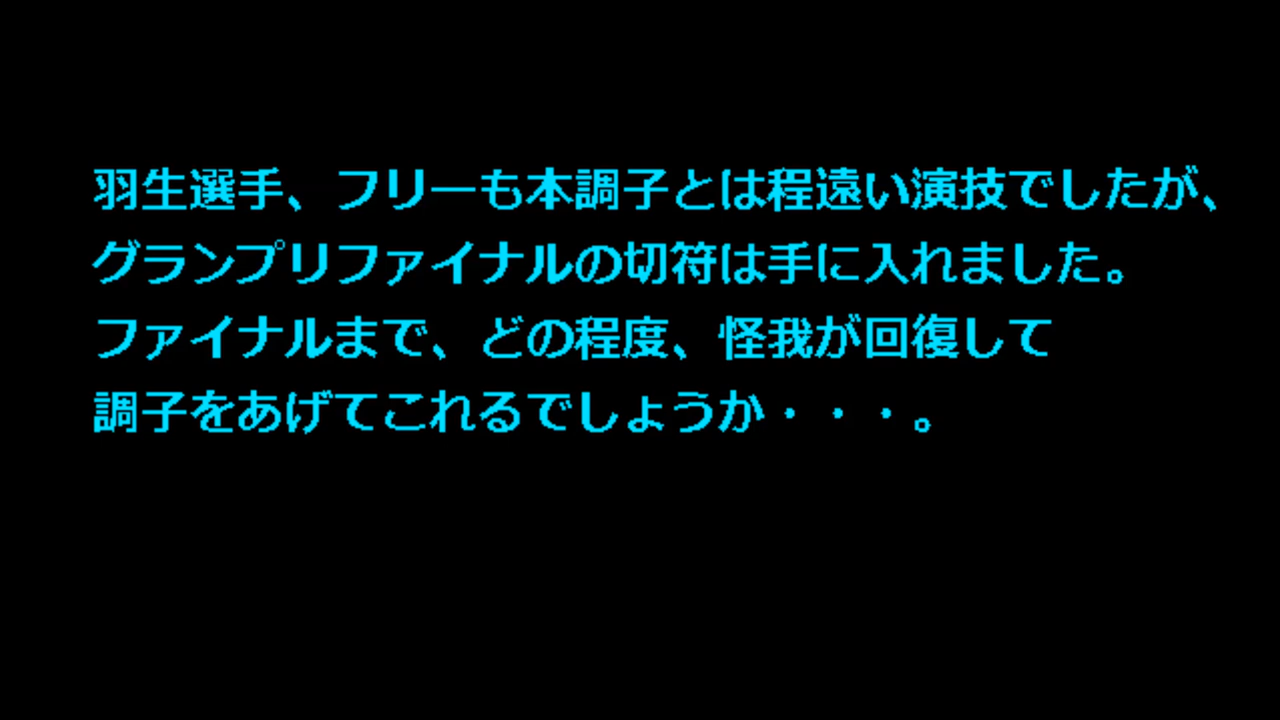 羽生選手、フリーも本調子とは程遠い演技でしたが、
グランプリファイナルの切符は手に入れました。
ファイナルまで、どの程度、怪我が回復して
調子をあげてこれるでしょうか・・・。